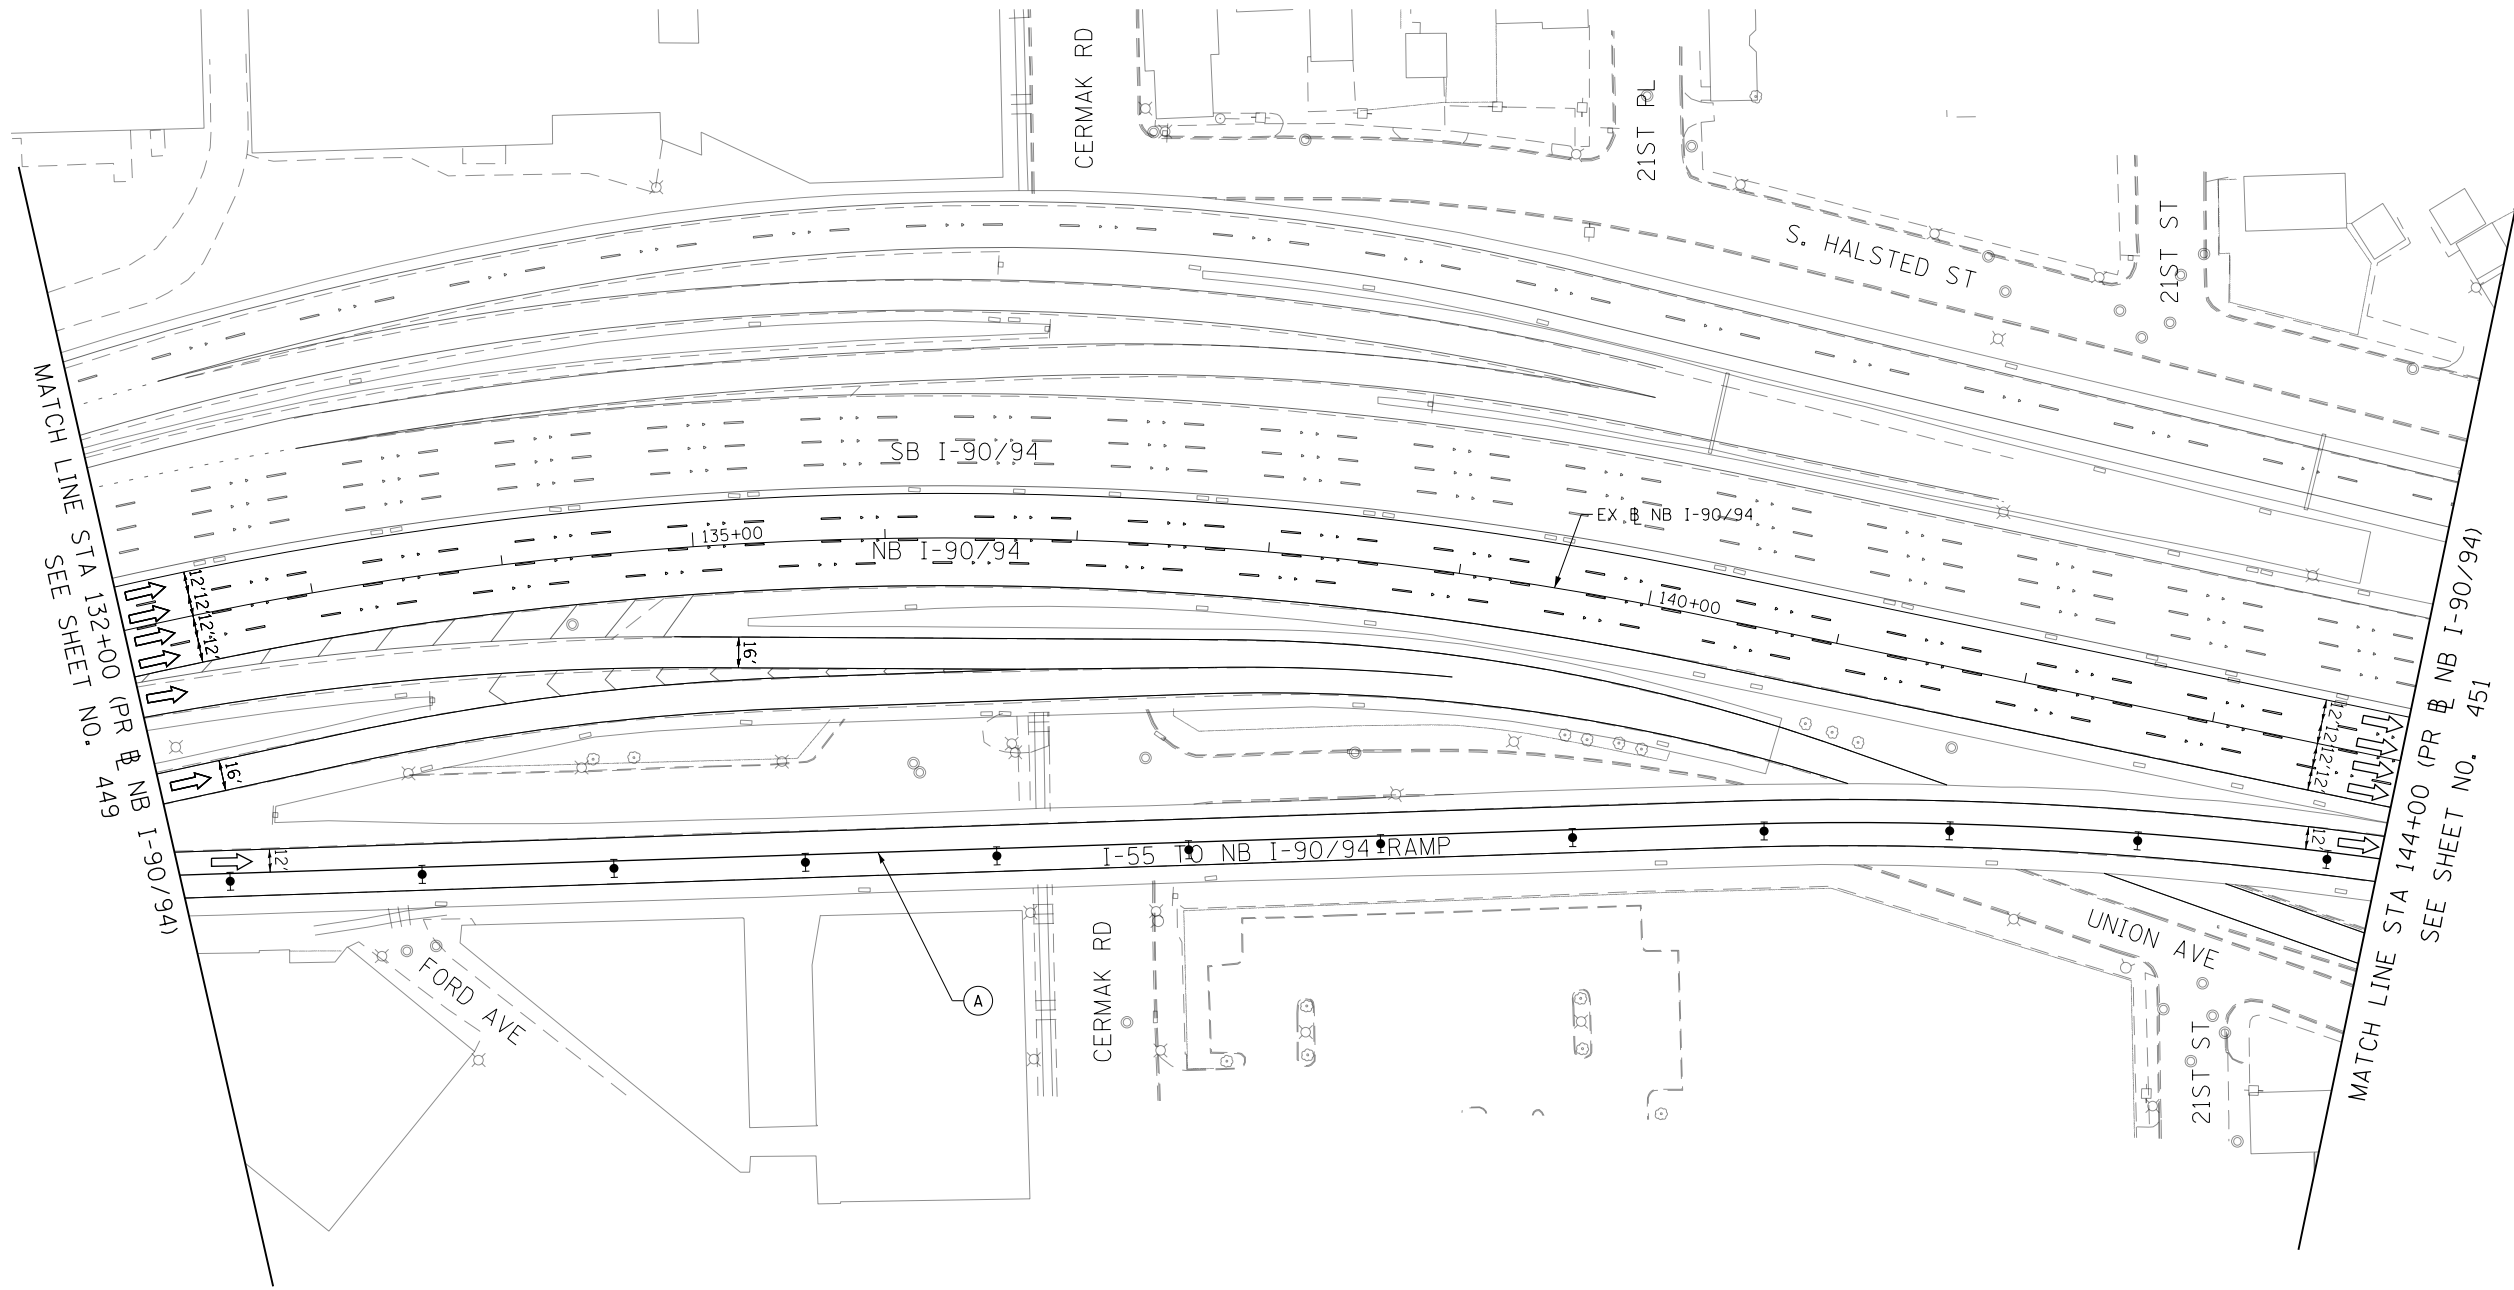 CERMAK RD
21ST PL
S. HALSTED ST
21ST ST
MATCH LINE STA 132+00 (PR ⅊ NB I-90/94)
SEE SHEET NO. 449
SB I-90/94
EX ⅊ NB I-90/94
135+00
NB I-90/94
140+00
12'
12'
12'
12'
16'
16'
12'
12'
12'
12'
12'
12'
I-55 TO NB I-90/94 RAMP
A
FORD AVE
CERMAK RD
UNION AVE
21ST ST
MATCH LINE STA 144+00 (PR ⅊ NB I-90/94)
SEE SHEET NO. 451